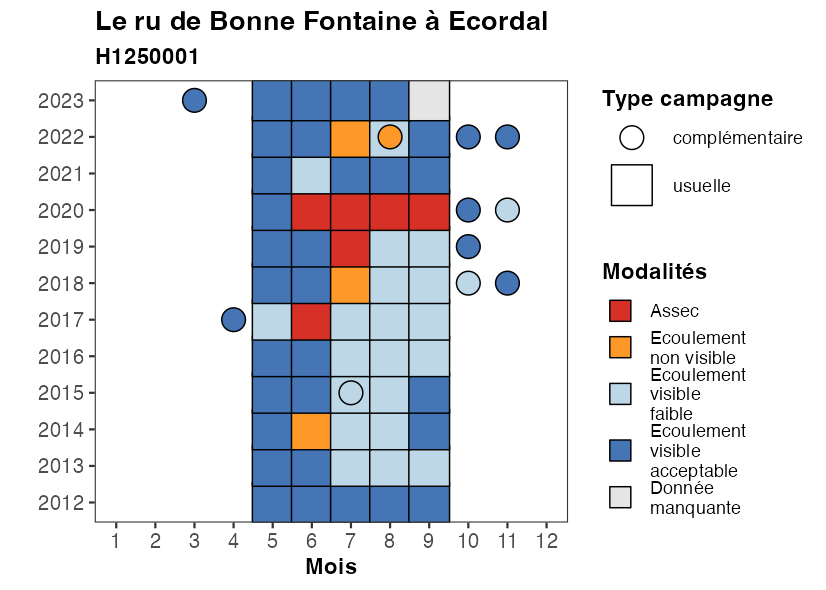 Le ru de Bonne Fontaine à Ecordal
H1250001
2023
2022
2021
2020
2019
2018
2017
2016
2015
2014
2013
2012
1 2 3 4 5 6 7 8 9 10 11 12
Mois
Type campagne
complémentaire
usuelle
Modalités
Assec
Ecoulement
non visible
Ecoulement
visible
faible
Ecoulement
visible
acceptable
Donnée
manquante